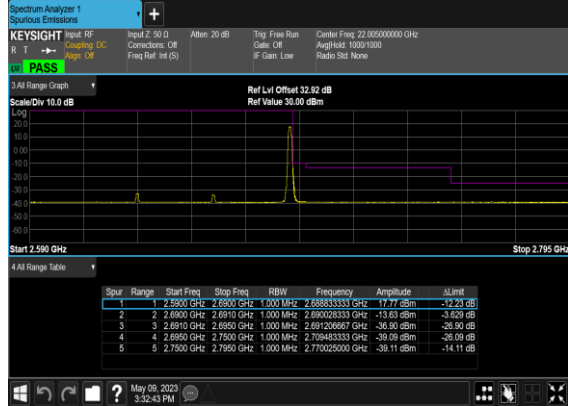 Spectrum Analyzer 1
Spurious Emissions
KEYSIGHT Input: RF Input Z: 50 Ω Atten: 20 dB Trig: Free Run Center Freq: 22.005000000 GHz
R T Coupling: DC Corrections: Off Gate: Off Avg|Hold: 1000/1000
Align: Off Freq Ref: Int (S) IF Gain: Low Radio Std: None
PASS
3 All Range Graph
Ref Lvl Offset 32.92 dB
Scale/Div 10.0 dB Ref Value 30.00 dBm
Log
20.0
10.0
0.00
-10.0
-20.0
-30.0
-40.0
-50.0
-60.0
Start 2.590 GHz Stop 2.795 GHz
4 All Range Table
Spur Range Start Freq Stop Freq RBW Frequency Amplitude ΔLimit
1 1 2.5900 GHz 2.6900 GHz 1.000 MHz 2.688833333 GHz 17.77 dBm -12.23 dB
2 2 2.6900 GHz 2.6910 GHz 1.000 MHz 2.690028333 GHz -13.63 dBm -3.629 dB
3 3 2.6910 GHz 2.6950 GHz 1.000 MHz 2.691206667 GHz -36.90 dBm -26.90 dB
4 4 2.6950 GHz 2.7500 GHz 1.000 MHz 2.709483333 GHz -39.09 dBm -26.09 dB
5 5 2.7500 GHz 2.7950 GHz 1.000 MHz 2.770025000 GHz -39.11 dBm -14.11 dB
? May 09, 2023
3:32:43 PM